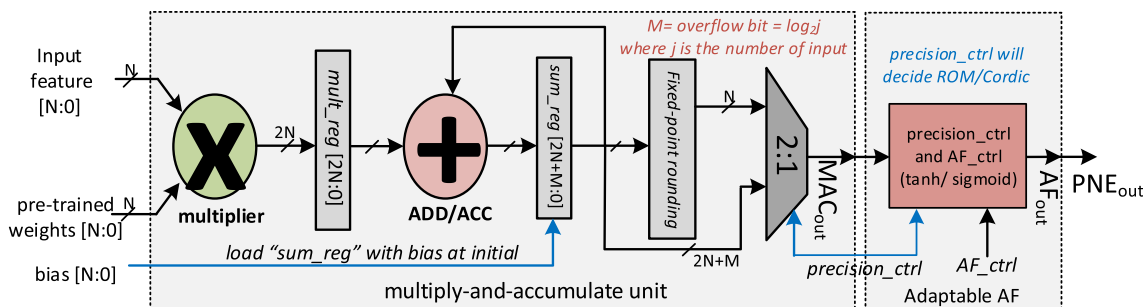 Input
feature
[N:0]
N
pre-trained
weights [N:0]
N
bias [N:0]
X
multiplier
2N
mult_reg [2N:0]
+
ADD/ACC
sum_reg [2N+M:0]
load “sum_reg” with bias at initial
M= overflow bit = log₂j
where j is the number of input
Fixed-point rounding
N
2N+M
2:1
MACout
precision_ctrl
multiply-and-accumulate unit
precision_ctrl will
decide ROM/Cordic
precision_ctrl
and AF_ctrl
(tanh/ sigmoid)
AF_ctrl
AFout
PNEout
Adaptable AF